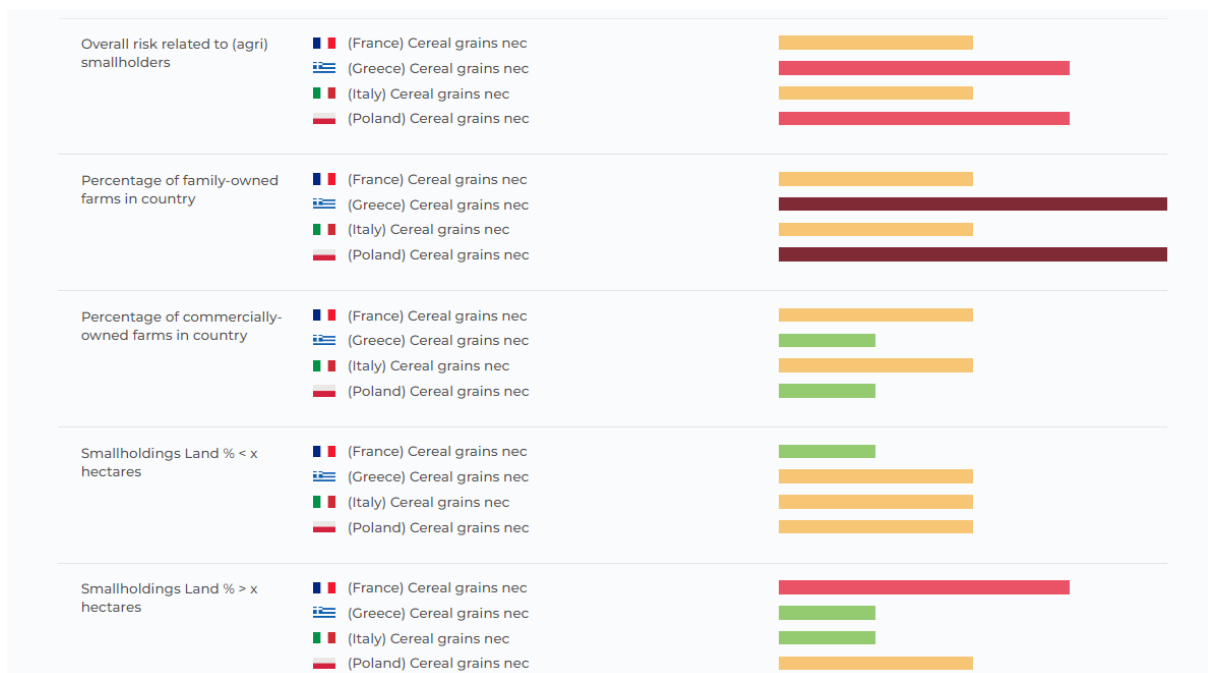 Overall risk related to (agri)
smallholders
(France) Cereal grains nec
(Greece) Cereal grains nec
(Italy) Cereal grains nec
(Poland) Cereal grains nec
Percentage of family-owned
farms in country
(France) Cereal grains nec
(Greece) Cereal grains nec
(Italy) Cereal grains nec
(Poland) Cereal grains nec
Percentage of commercially-
owned farms in country
(France) Cereal grains nec
(Greece) Cereal grains nec
(Italy) Cereal grains nec
(Poland) Cereal grains nec
Smallholdings Land % < x
hectares
(France) Cereal grains nec
(Greece) Cereal grains nec
(Italy) Cereal grains nec
(Poland) Cereal grains nec
Smallholdings Land % > x
hectares
(France) Cereal grains nec
(Greece) Cereal grains nec
(Italy) Cereal grains nec
(Poland) Cereal grains nec